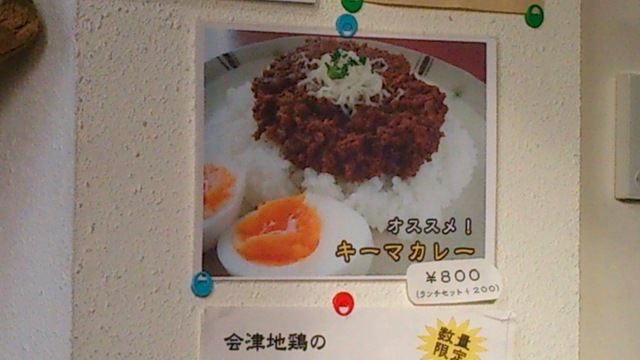 オススメ！
キーマカレー
¥800
(ランチセット+200)
会津地鶏の
数量
限定